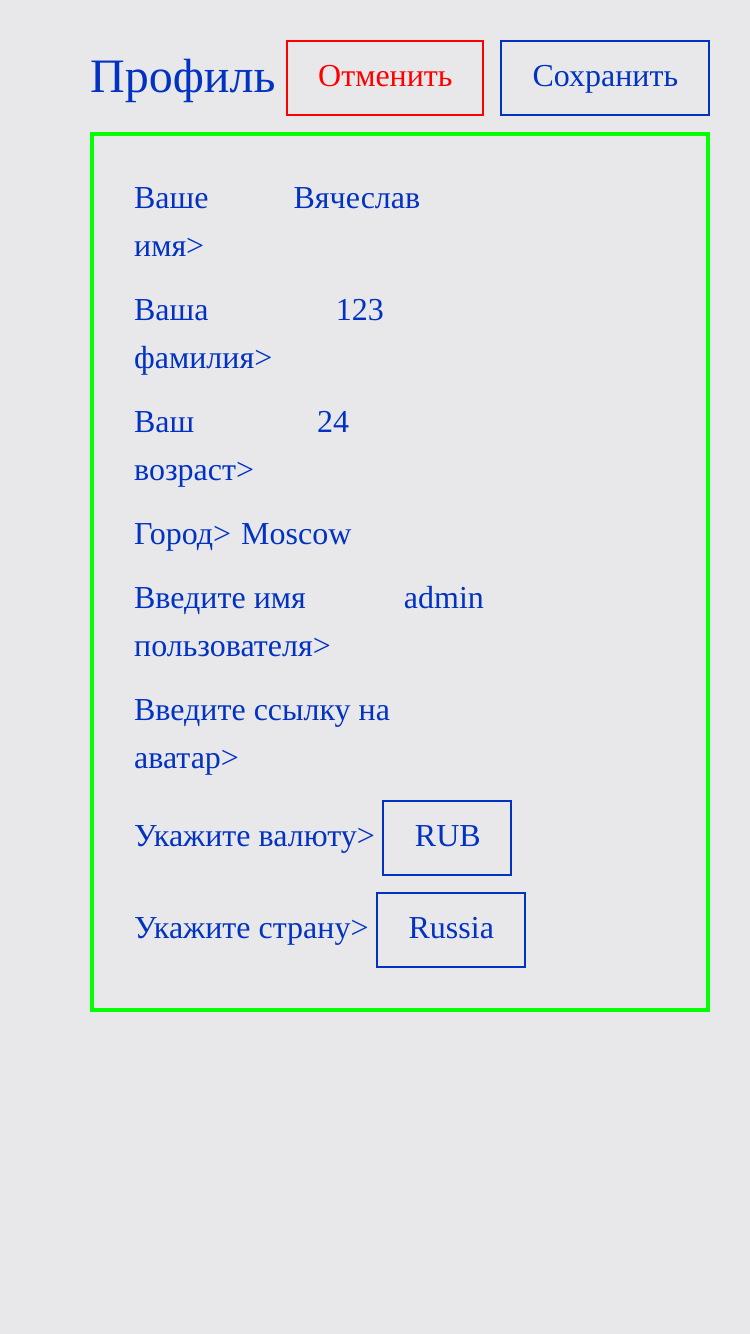 Профиль Отменить Сохранить
Ваше Вячеслав
имя>
Ваша 123
фамилия>
Ваш 24
возраст>
Город> Moscow
Введите имя admin
пользователя>
Введите ссылку на
аватар>
Укажите валюту> RUB
Укажите страну> Russia